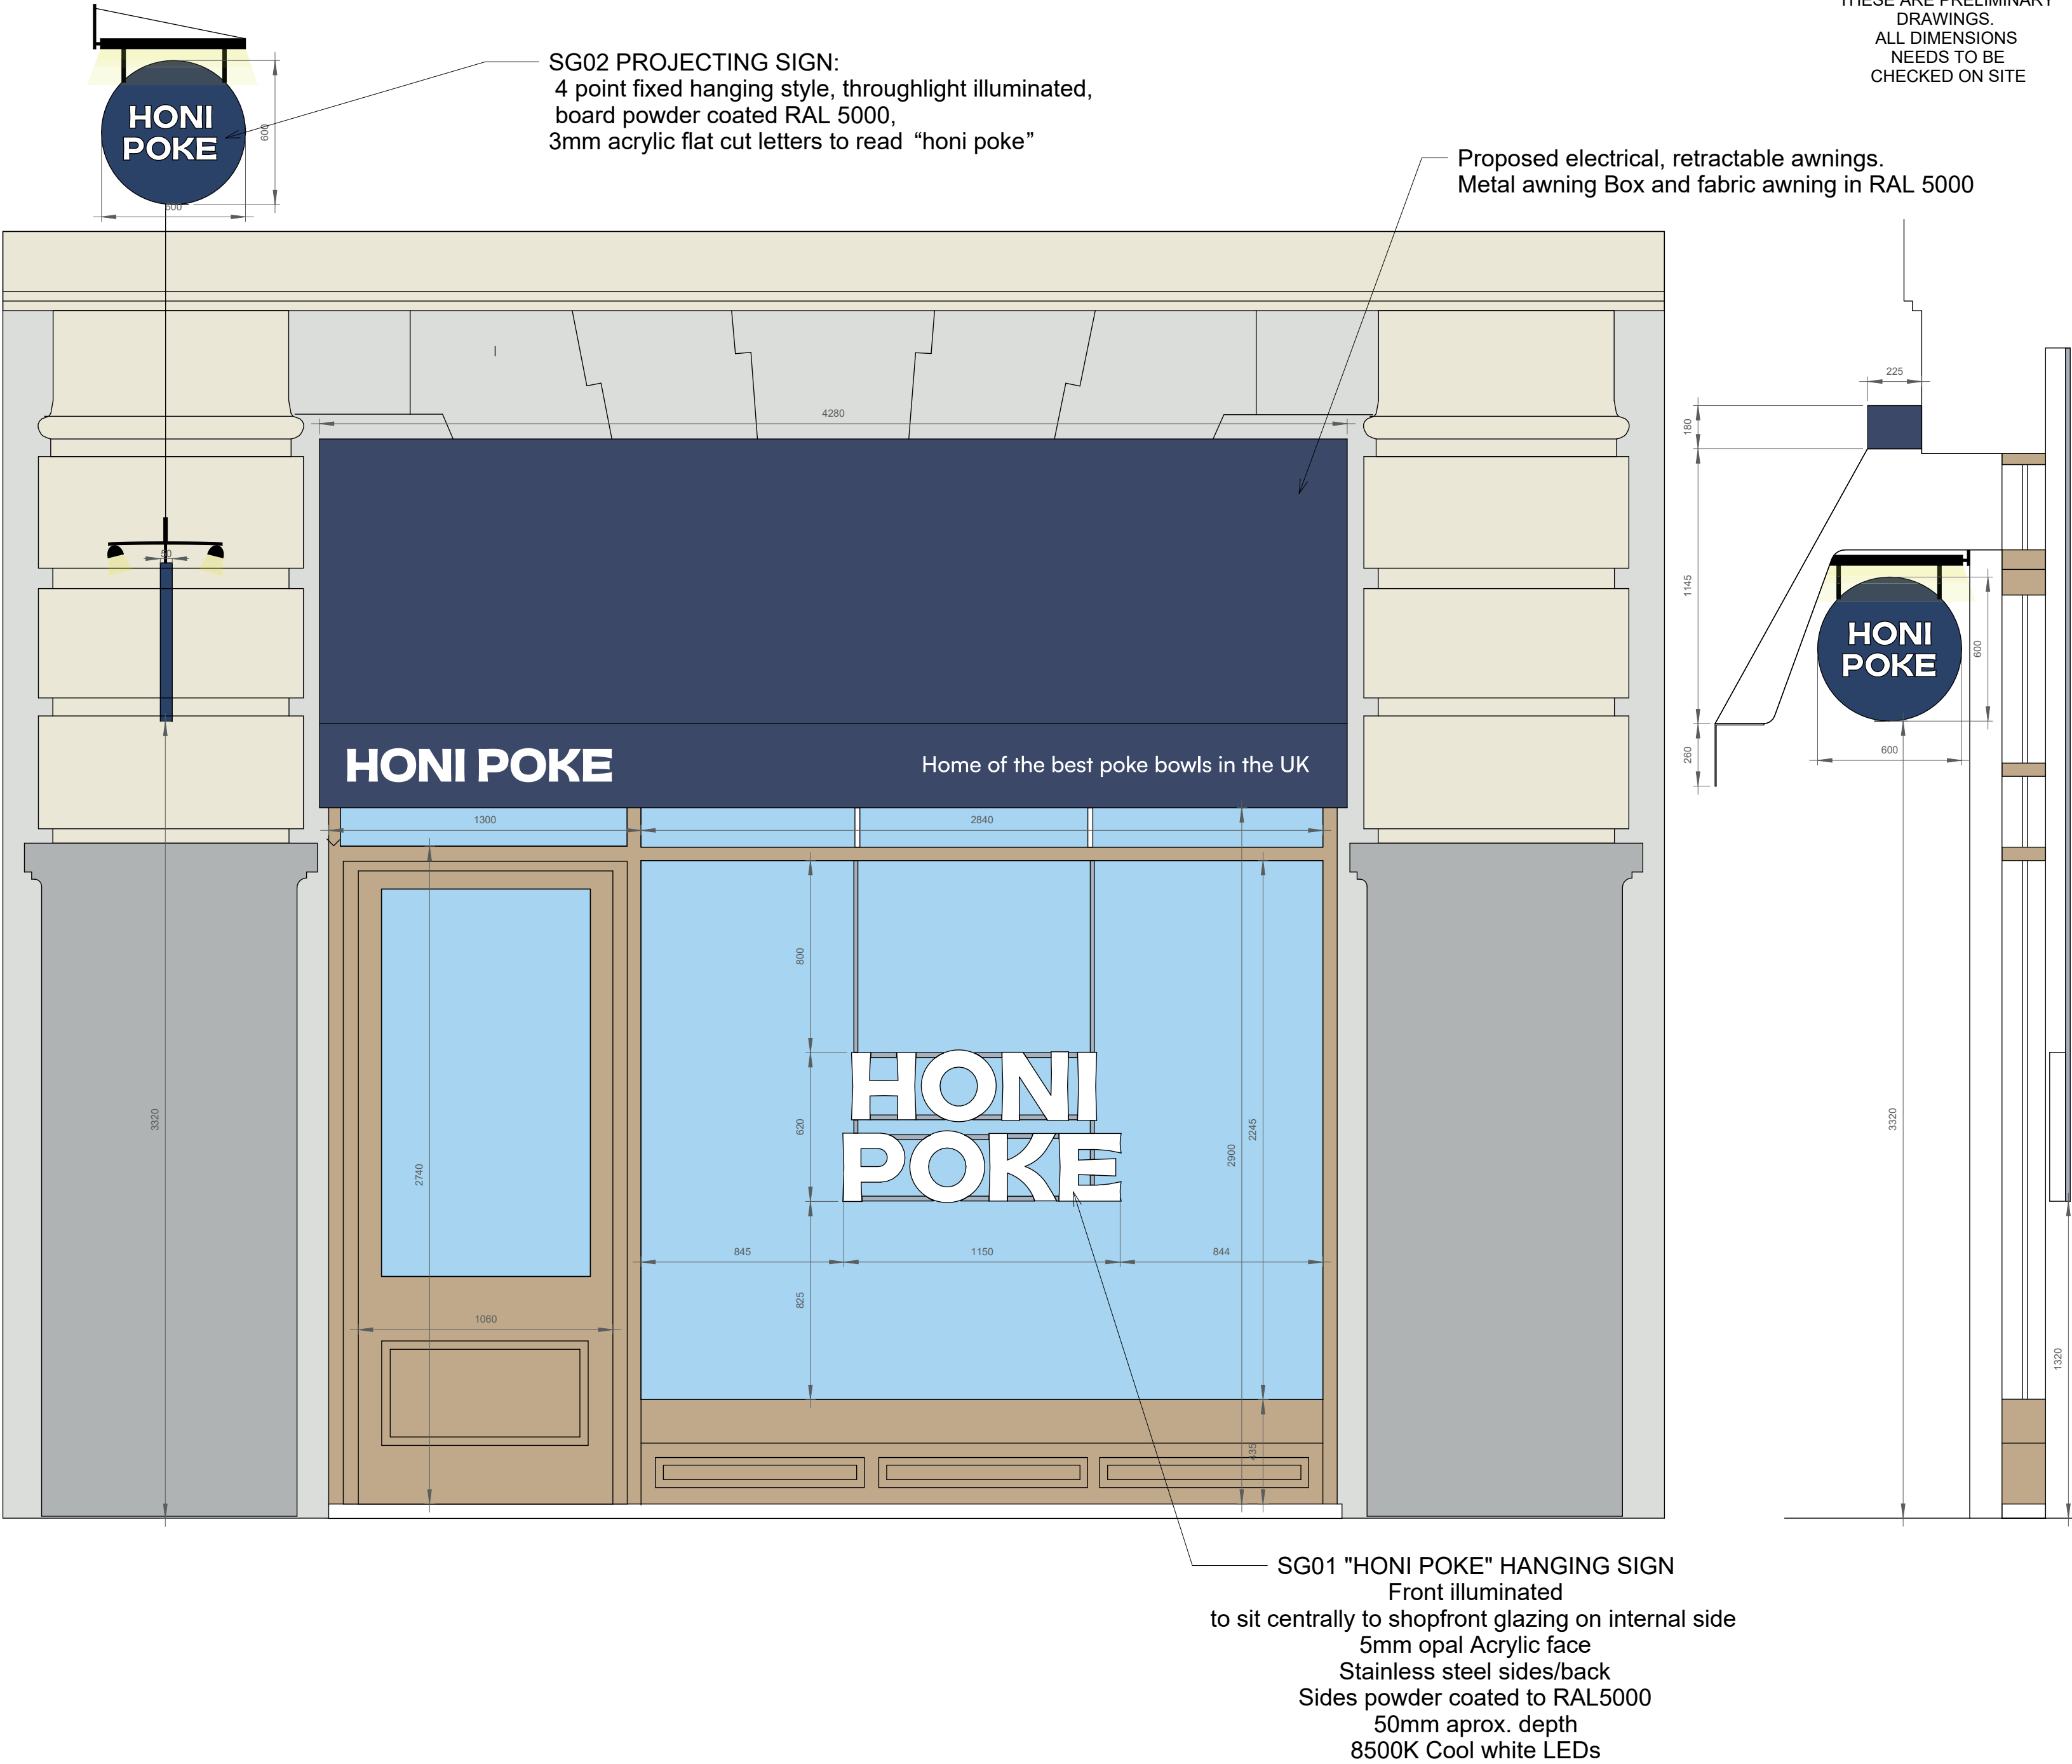 THESE ARE PRELIMINARY
DRAWINGS.
ALL DIMENSIONS
NEEDS TO BE
CHECKED ON SITE
SG02 PROJECTING SIGN:
4 point fixed hanging style, throughlight illuminated,
board powder coated RAL 5000,
3mm acrylic flat cut letters to read “honi poke”
HONI
POKE
600
600
Proposed electrical, retractable awnings.
Metal awning Box and fabric awning in RAL 5000
225
180
4280
50
1145
HONI
POKE
600
600
260
HONI POKE
Home of the best poke bowls in the UK
1300
2840
800
HONI
POKE
620
2245
2900
2740
3320
3320
845
1150
844
825
1060
1320
435
SG01 "HONI POKE" HANGING SIGN
Front illuminated
to sit centrally to shopfront glazing on internal side
5mm opal Acrylic face
Stainless steel sides/back
Sides powder coated to RAL5000
50mm aprox. depth
8500K Cool white LEDs